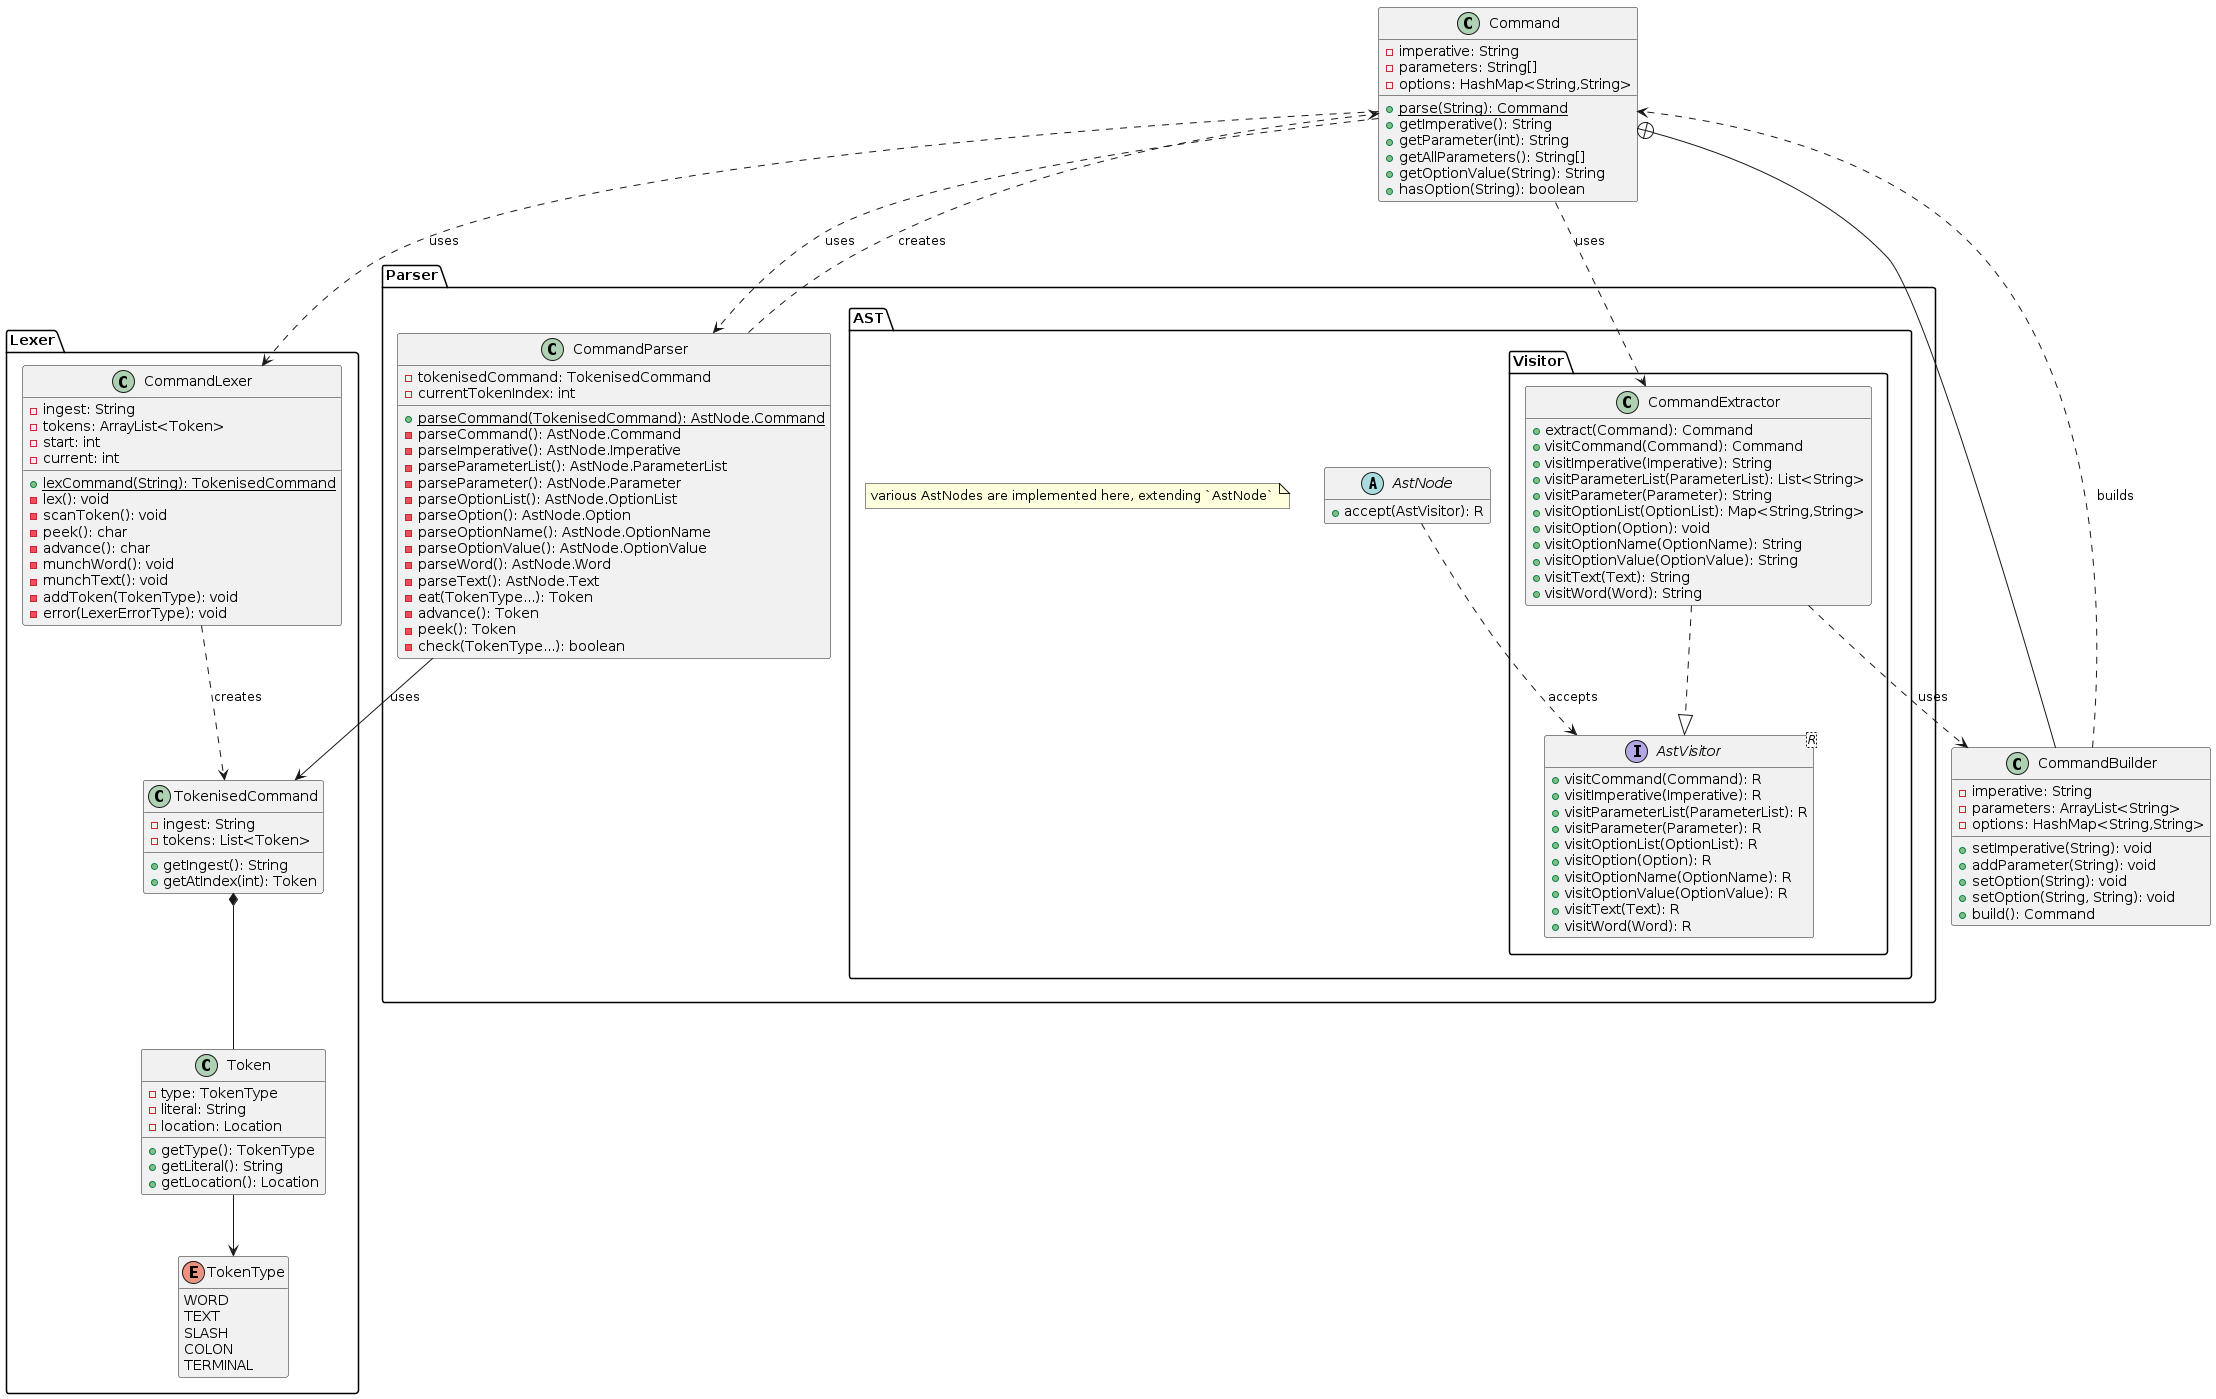 C Command
imperative: String
parameters: String[]
options: HashMap<String,String>
parse(String): Command
getImperative(): String
getParameter(int): String
getAllParameters(): String[]
getOptionValue(String): String
hasOption(String): boolean
uses
uses
creates
uses
Parser
AST
Lexer
Visitor
C CommandParser
tokenisedCommand: TokenisedCommand
currentTokenIndex: int
parseCommand(TokenisedCommand): AstNode.Command
parseCommand(): AstNode.Command
parseImperative(): AstNode.Imperative
parseParameterList(): AstNode.ParameterList
parseParameter(): AstNode.Parameter
parseOptionList(): AstNode.OptionList
parseOption(): AstNode.Option
parseOptionName(): AstNode.OptionName
parseOptionValue(): AstNode.OptionValue
parseWord(): AstNode.Word
parseText(): AstNode.Text
eat(TokenType...): Token
advance(): Token
peek(): Token
check(TokenType...): boolean
C CommandLexer
ingest: String
tokens: ArrayList<Token>
start: int
current: int
lexCommand(String): TokenisedCommand
lex(): void
scanToken(): void
peek(): char
advance(): char
munchWord(): void
munchText(): void
addToken(TokenType): void
error(LexerErrorType): void
C CommandExtractor
extract(Command): Command
visitCommand(Command): Command
visitImperative(Imperative): String
visitParameterList(ParameterList): List<String>
visitParameter(Parameter): String
visitOptionList(OptionList): Map<String,String>
visitOption(Option): void
visitOptionName(OptionName): String
visitOptionValue(OptionValue): String
visitText(Text): String
visitWord(Word): String
A AstNode
accept(AstVisitor): R
various AstNodes are implemented here, extending `AstNode`
builds
creates
uses
accepts
uses
I AstVisitor
R
visitCommand(Command): R
visitImperative(Imperative): R
visitParameterList(ParameterList): R
visitParameter(Parameter): R
visitOptionList(OptionList): R
visitOption(Option): R
visitOptionName(OptionName): R
visitOptionValue(OptionValue): R
visitText(Text): R
visitWord(Word): R
C CommandBuilder
imperative: String
parameters: ArrayList<String>
options: HashMap<String,String>
setImperative(String): void
addParameter(String): void
setOption(String): void
setOption(String, String): void
build(): Command
C TokenisedCommand
ingest: String
tokens: List<Token>
getIngest(): String
getAtIndex(int): Token
C Token
type: TokenType
literal: String
location: Location
getType(): TokenType
getLiteral(): String
getLocation(): Location
E TokenType
WORD
TEXT
SLASH
COLON
TERMINAL